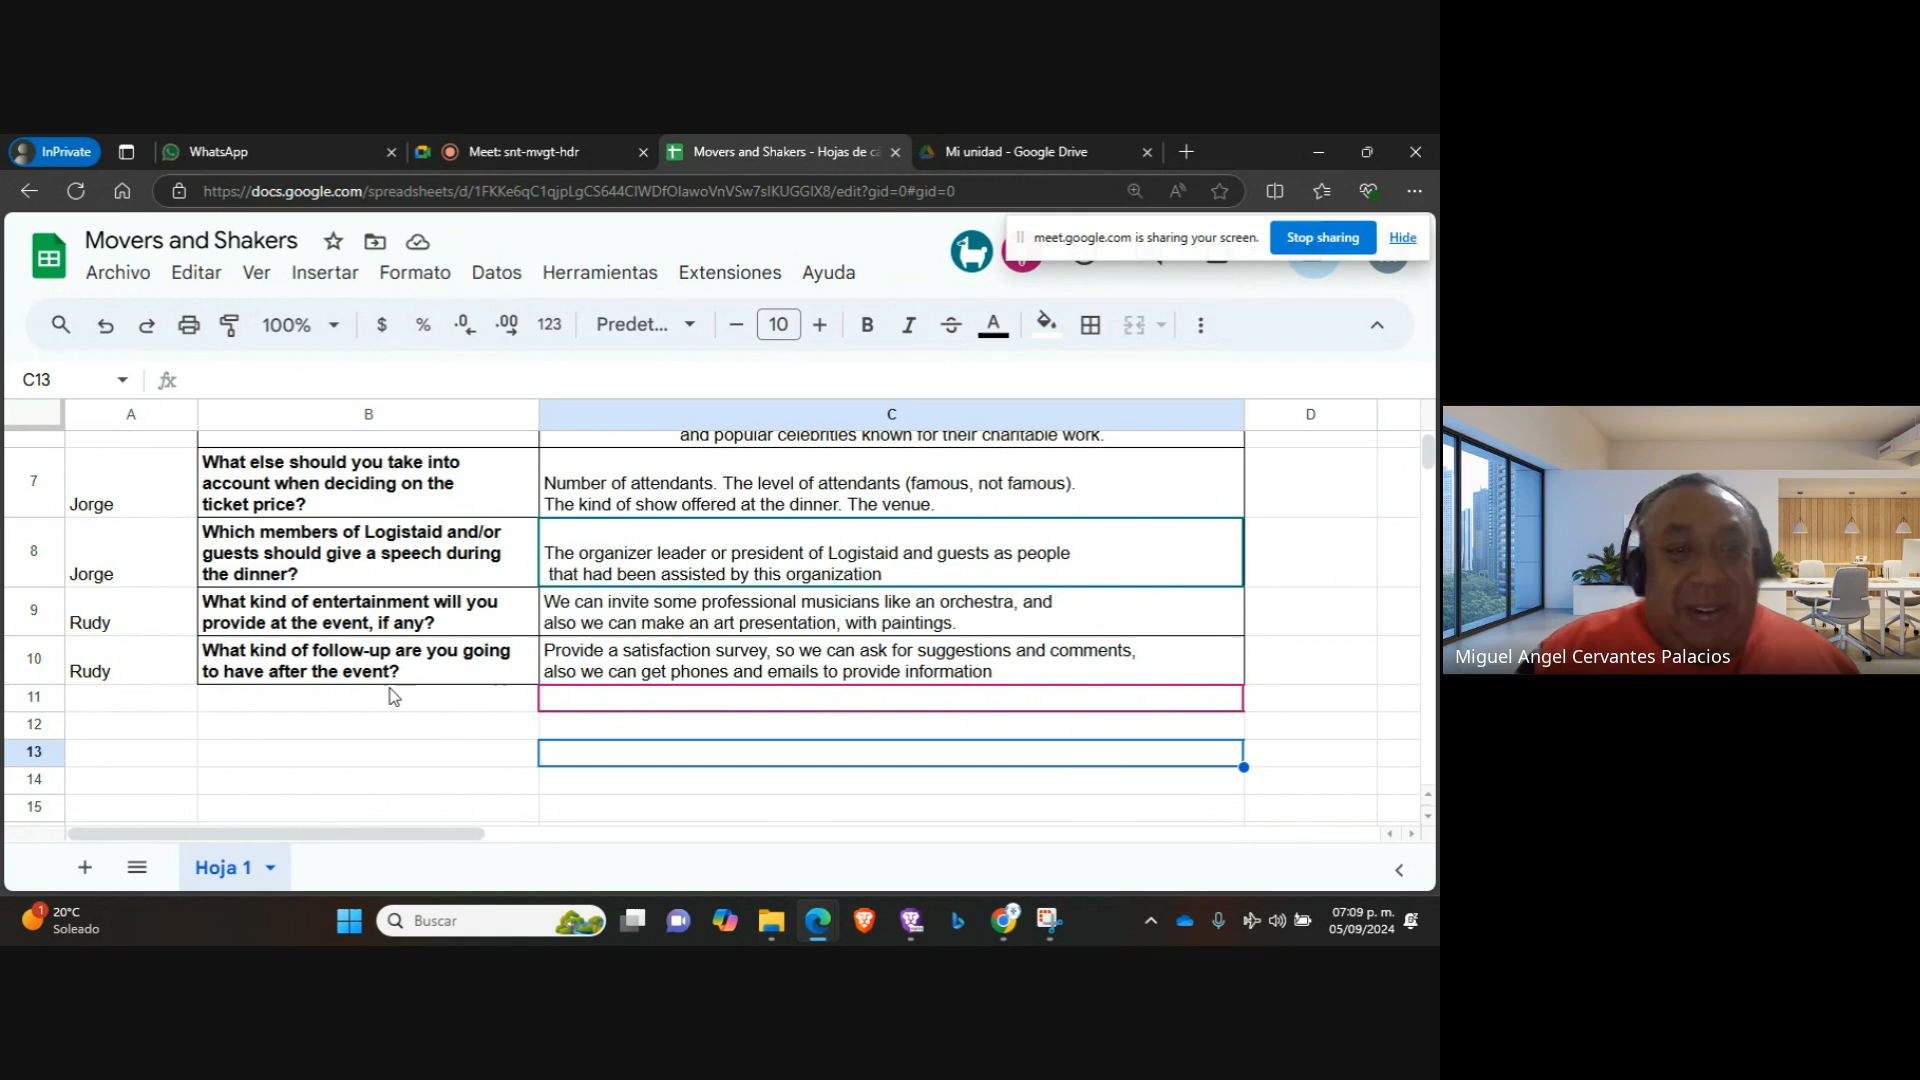 InPrivate
WhatsApp
Meet: snt-mvgt-hdr
Movers and Shakers - Hojas de c
Mi unidad - Google Drive
https://docs.google.com/spreadsheets/d/1FKKe6qC1qjpLgCS644CIWDfOlawoVnVSw7slKUGGIX8/edit?gid=0#gid=0
Movers and Shakers
meet.google.com is sharing your screen.
Stop sharing
Hide
Archivo Editar Ver Insertar Formato Datos Herramientas Extensiones Ayuda
100% $ % .0 .00 123 Predet... 10 B I A
C13 fx
A B C D
and popular celebrities known for their charitable work.
What else should you take into
account when deciding on the
ticket price?
7
Jorge
Number of attendants. The level of attendants (famous, not famous).
The kind of show offered at the dinner. The venue.
Which members of Logistaid and/or
guests should give a speech during
the dinner?
8
Jorge
The organizer leader or president of Logistaid and guests as people
that had been assisted by this organization
What kind of entertainment will you
provide at the event, if any?
9
Rudy
We can invite some professional musicians like an orchestra, and
also we can make an art presentation, with paintings.
What kind of follow-up are you going
to have after the event?
10
Rudy
Provide a satisfaction survey, so we can ask for suggestions and comments,
also we can get phones and emails to provide information
11
12
13
14
15
Hoja 1
Miguel Angel Cervantes Palacios
1
20°C
Soleado
Buscar
07:09 p. m.
05/09/2024